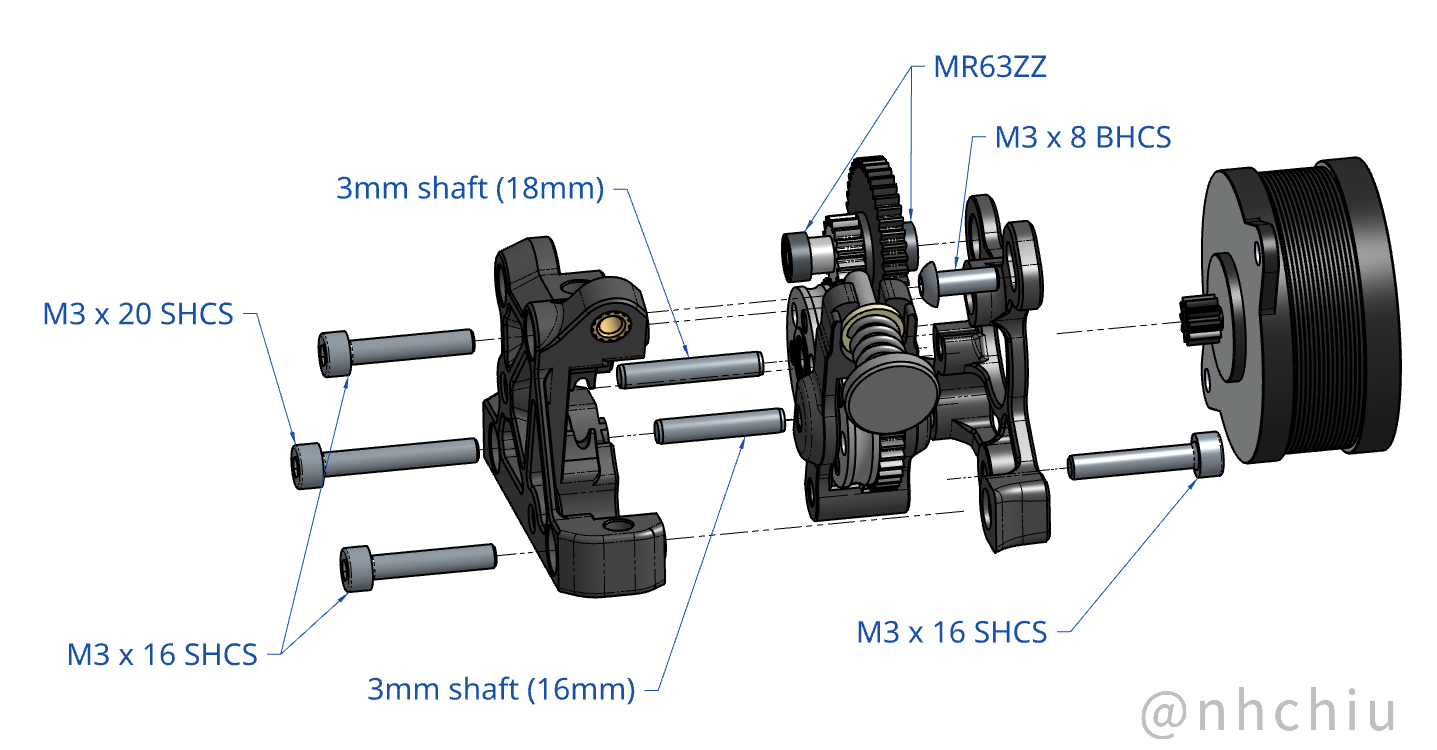 MR63ZZ
M3 x 8 BHCS
3mm shaft (18mm)
M3 x 20 SHCS
M3 x 16 SHCS
M3 x 16 SHCS
3mm shaft (16mm)
@nhchiu